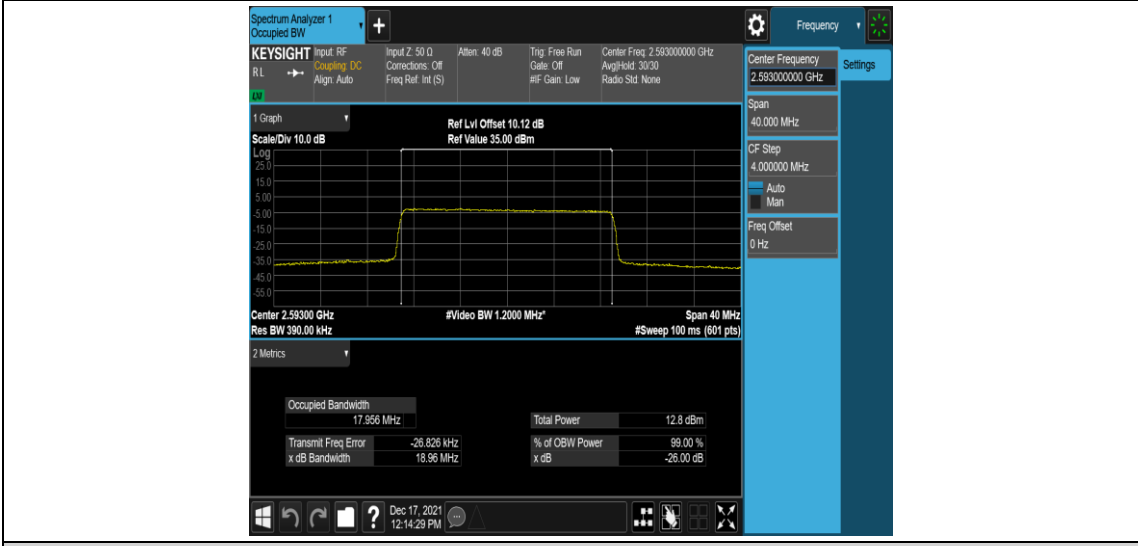 Spectrum Analyzer 1
Occupied BW
Frequency
KEYSIGHT
RL
Input: RF
Coupling: DC
Align: Auto
Input Z: 50 Ω
Corrections: Off
Freq Ref: Int (S)
Atten: 40 dB
Trig: Free Run
Gate: Off
#IF Gain: Low
Center Freq: 2.593000000 GHz
Avg|Hold: 30/30
Radio Std: None
Center Frequency
2.593000000 GHz
Settings
Span
40.000 MHz
CF Step
4.000000 MHz
Auto
Man
Freq Offset
0 Hz
1 Graph
Scale/Div 10.0 dB
Ref Lvl Offset 10.12 dB
Ref Value 35.00 dBm
Log
25.0
15.0
5.00
-5.00
-15.0
-25.0
-35.0
-45.0
-55.0
Center 2.59300 GHz
#Video BW 1.2000 MHz*
Span 40 MHz
Res BW 390.00 kHz
#Sweep 100 ms (601 pts)
2 Metrics
Occupied Bandwidth
17.956 MHz
Total Power 12.8 dBm
Transmit Freq Error -26.826 kHz
% of OBW Power 99.00 %
x dB Bandwidth 18.96 MHz
x dB -26.00 dB
?
Dec 17, 2021
12:14:29 PM